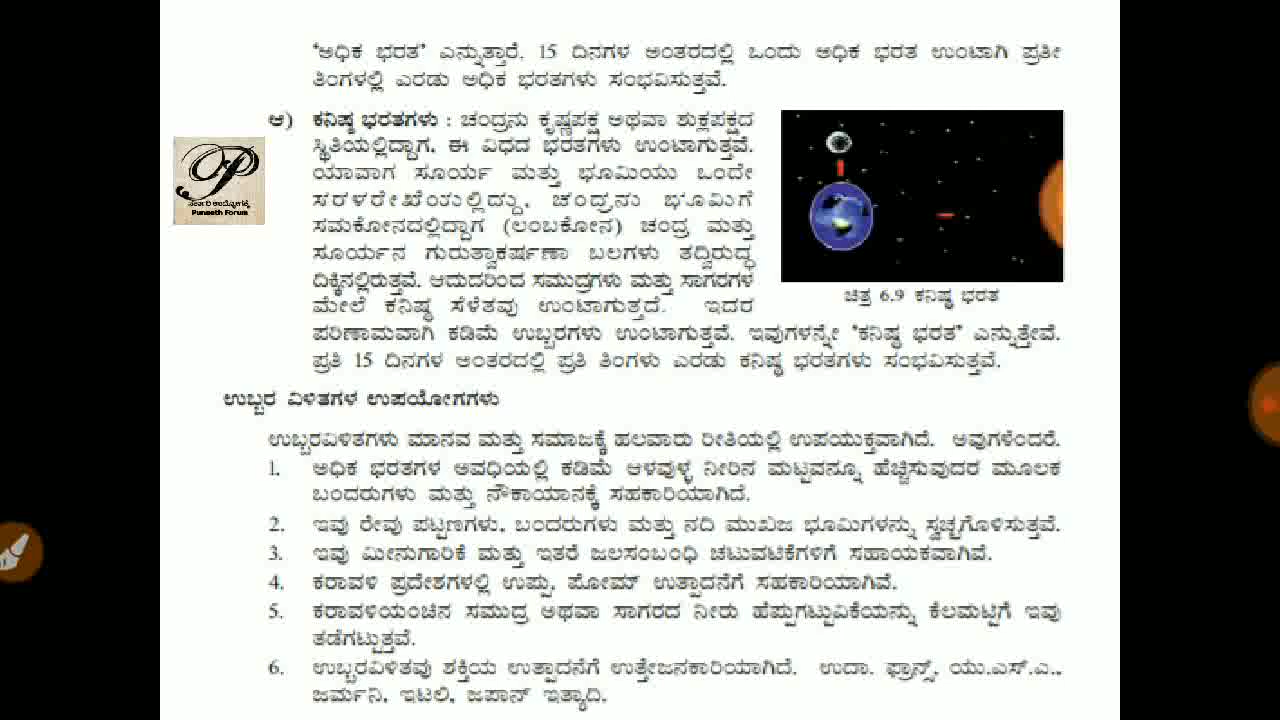 'ಅಧಿಕ ಭರತ' ಎನ್ನುತ್ತಾರೆ. 15 ದಿನಗಳ ಅಂತರದಲ್ಲಿ ಒಂದು ಅಧಿಕ ಭರತ ಉಂಟಾಗಿ ಪ್ರತೀ
ತಿಂಗಳಲ್ಲಿ ಎರಡು ಅಧಿಕ ಭರತಗಳು ಸಂಭವಿಸುತ್ತವೆ.
ಆ) ಕನಿಷ್ಠ ಭರತಗಳು : ಚಂದ್ರನು ಕೃಷ್ಣಪಕ್ಷ ಅಥವಾ ಶುಕ್ಲಪಕ್ಷದ
ಸ್ಥಿತಿಯಲ್ಲಿದ್ದಾಗ, ಈ ವಿಧದ ಭರತಗಳು ಉಂಟಾಗುತ್ತವೆ.
ಯಾವಾಗ ಸೂರ್ಯ ಮತ್ತು ಭೂಮಿಯು ಒಂದೇ
ಸರಳರೇಖೆಯಲ್ಲಿದ್ದು, ಚಂದ್ರನು ಭೂಮಿಗೆ
ಸಮಕೋನದಲ್ಲಿದ್ದಾಗ (ಲಂಬಕೋನ) ಚಂದ್ರ ಮತ್ತು
ಸೂರ್ಯನ ಗುರುತ್ವಾಕರ್ಷಣಾ ಬಲಗಳು ತದ್ವಿರುದ್ಧ
ದಿಕ್ಕಿನಲ್ಲಿರುತ್ತವೆ. ಆದುದರಿಂದ ಸಮುದ್ರಗಳು ಮತ್ತು ಸಾಗರಗಳ
ಮೇಲೆ ಕನಿಷ್ಠ ಸೆಳೆತವು ಉಂಟಾಗುತ್ತದೆ. ಇದರ
ಪರಿಣಾಮವಾಗಿ ಕಡಿಮೆ ಉಬ್ಬರಗಳು ಉಂಟಾಗುತ್ತವೆ. ಇವುಗಳನ್ನೇ 'ಕನಿಷ್ಠ ಭರತ' ಎನ್ನುತ್ತೇವೆ.
ಪ್ರತಿ 15 ದಿನಗಳ ಅಂತರದಲ್ಲಿ ಪ್ರತಿ ತಿಂಗಳು ಎರಡು ಕನಿಷ್ಠ ಭರತಗಳು ಸಂಭವಿಸುತ್ತವೆ.
ಚಿತ್ರ 6.9 ಕನಿಷ್ಠ ಭರತ
Puneeth Forum
ಉಬ್ಬರ ವಿಳಿತಗಳ ಉಪಯೋಗಗಳು
ಉಬ್ಬರವಿಳಿತಗಳು ಮಾನವ ಮತ್ತು ಸಮಾಜಕ್ಕೆ ಹಲವಾರು ರೀತಿಯಲ್ಲಿ ಉಪಯುಕ್ತವಾಗಿದೆ. ಅವುಗಳೆಂದರೆ.
1. ಅಧಿಕ ಭರತಗಳ ಅವಧಿಯಲ್ಲಿ ಕಡಿಮೆ ಆಳವುಳ್ಳ ನೀರಿನ ಮಟ್ಟವನ್ನೂ ಹೆಚ್ಚಿಸುವುದರ ಮೂಲಕ
ಬಂದರುಗಳು ಮತ್ತು ನೌಕಾಯಾನಕ್ಕೆ ಸಹಕಾರಿಯಾಗಿದೆ.
2. ಇವು ರೇವು ಪಟ್ಟಣಗಳು, ಬಂದರುಗಳು ಮತ್ತು ನದಿ ಮುಖಜ ಭೂಮಿಗಳನ್ನು ಸ್ವಚ್ಛಗೊಳಿಸುತ್ತವೆ.
3. ಇವು ಮೀನುಗಾರಿಕೆ ಮತ್ತು ಇತರೆ ಜಲಸಂಬಂಧಿ ಚಟುವಟಿಕೆಗಳಿಗೆ ಸಹಾಯಕವಾಗಿವೆ.
4. ಕರಾವಳಿ ಪ್ರದೇಶಗಳಲ್ಲಿ ಉಪ್ಪು, ಪೋಮ್ ಉತ್ಪಾದನೆಗೆ ಸಹಕಾರಿಯಾಗಿವೆ.
5. ಕರಾವಳಿಯಂಚಿನ ಸಮುದ್ರ ಅಥವಾ ಸಾಗರದ ನೀರು ಹೆಪ್ಪುಗಟ್ಟುವಿಕೆಯನ್ನು ಕೆಲಮಟ್ಟಿಗೆ ಇವು
ತಡೆಗಟ್ಟುತ್ತವೆ.
6. ಉಬ್ಬರವಿಳಿತವು ಶಕ್ತಿಯ ಉತ್ಪಾದನೆಗೆ ಉತ್ತೇಜನಕಾರಿಯಾಗಿದೆ. ಉದಾ. ಫ್ರಾನ್ಸ್, ಯು.ಎಸ್.ಎ.,
ಜರ್ಮನಿ, ಇಟಲಿ, ಜಪಾನ್ ಇತ್ಯಾದಿ.